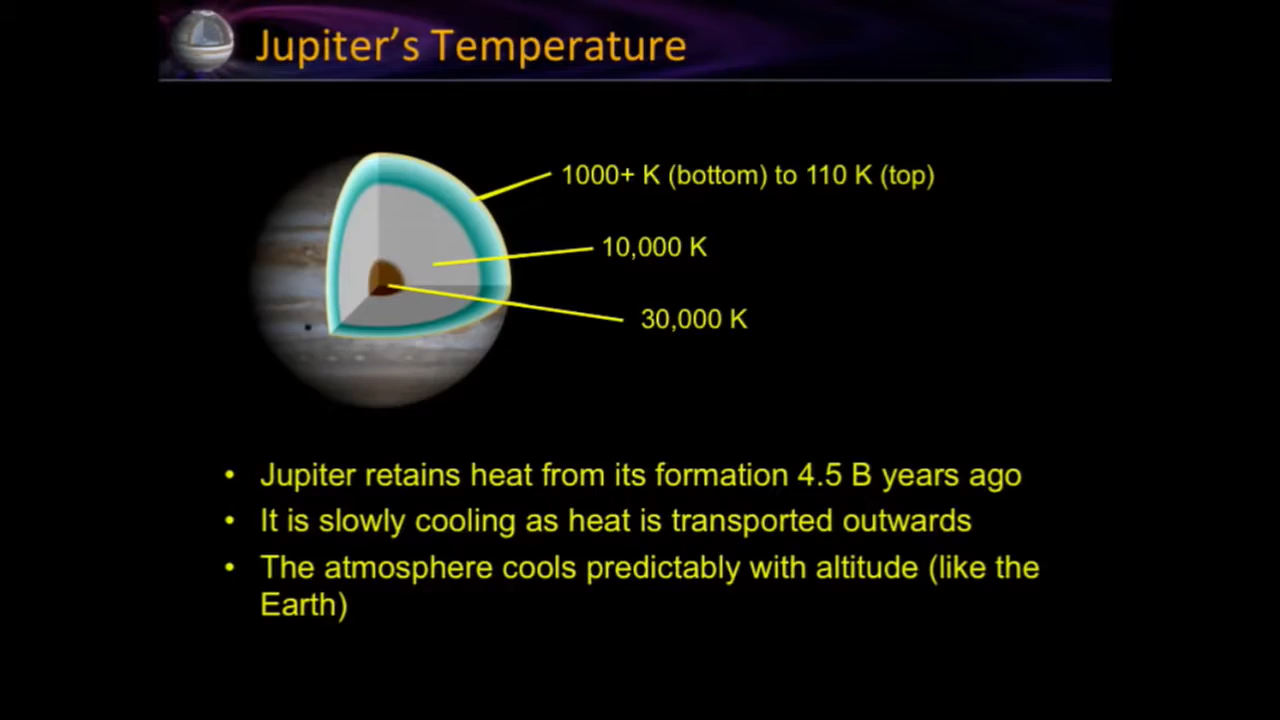 Jupiter’s Temperature
1000+ K (bottom) to 110 K (top)
10,000 K
30,000 K
• Jupiter retains heat from its formation 4.5 B years ago
• It is slowly cooling as heat is transported outwards
• The atmosphere cools predictably with altitude (like the
Earth)